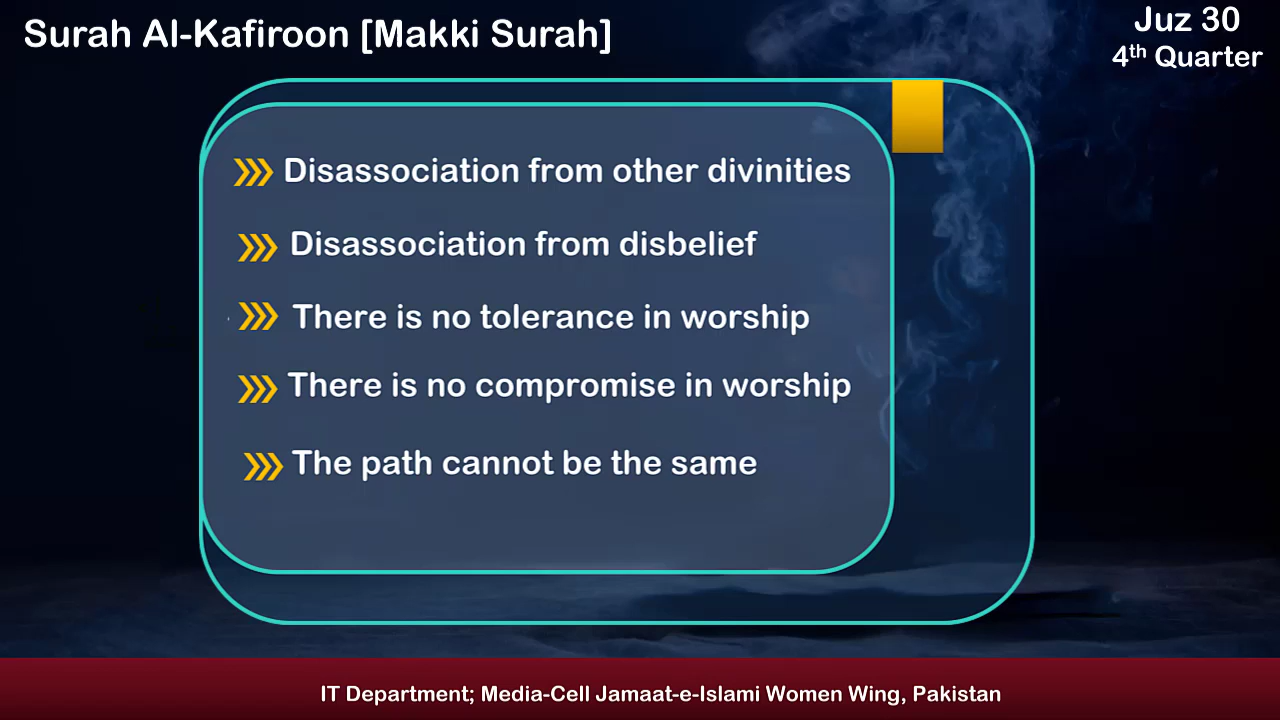 Surah Al-Kafiroon [Makki Surah]
Juz 30
4th Quarter
Disassociation from other divinities
Disassociation from disbelief
There is no tolerance in worship
There is no compromise in worship
The path cannot be the same
IT Department; Media-Cell Jamaat-e-Islami Women Wing, Pakistan